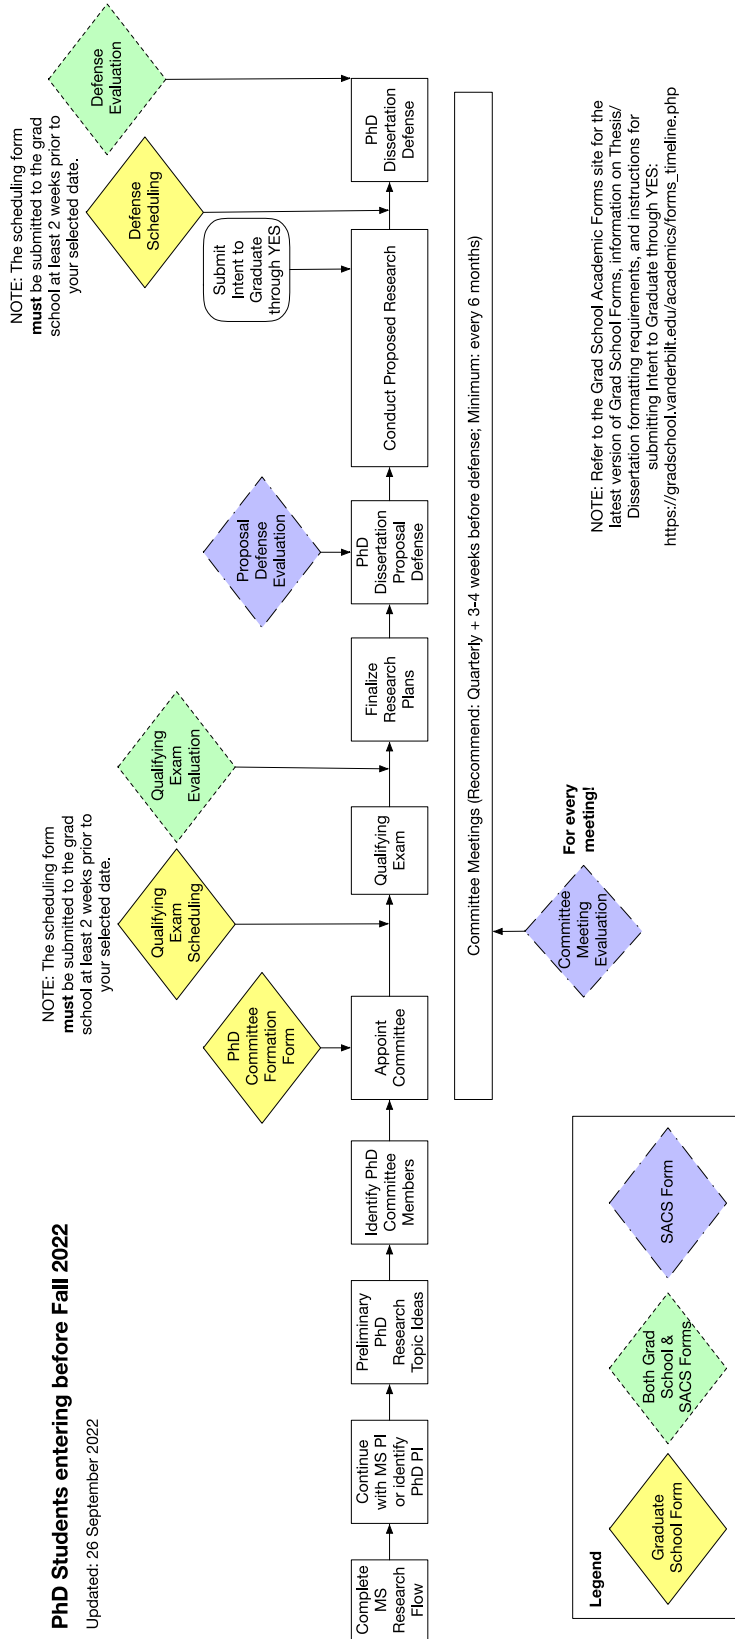 PhD Students entering before Fall 2022
Updated: 26 September 2022
NOTE: The scheduling form
must be submitted to the grad
school at least 2 weeks prior to
your selected date.
NOTE: The scheduling form
must be submitted to the grad
school at least 2 weeks prior to
your selected date.
PhD
Committee
Formation
Form
Qualifying
Exam
Scheduling
Qualifying
Exam
Evaluation
Proposal
Defense
Evaluation
Submit
Intent to
Graduate
through YES
Defense
Scheduling
Defense
Evaluation
Complete
MS
Research
Flow
Continue
with MS PI
or identify
PhD PI
Preliminary
PhD
Research
Topic Ideas
Identify PhD
Committee
Members
Appoint
Committee
Qualifying
Exam
Finalize
Research
Plans
PhD
Dissertation
Proposal
Defense
Conduct Proposed Research
PhD
Dissertation
Defense
Committee Meetings (Recommend: Quarterly + 3-4 weeks before defense; Minimum: every 6 months)
Committee
Meeting
Evaluation
For every
meeting!
NOTE: Refer to the Grad School Academic Forms site for the
latest version of Grad School Forms, information on Thesis/
Dissertation formatting requirements, and instructions for
submitting Intent to Graduate through YES:
https://gradschool.vanderbilt.edu/academics/forms_timeline.php
Legend
Graduate
School Form
Both Grad
School &
SACS Forms
SACS Form